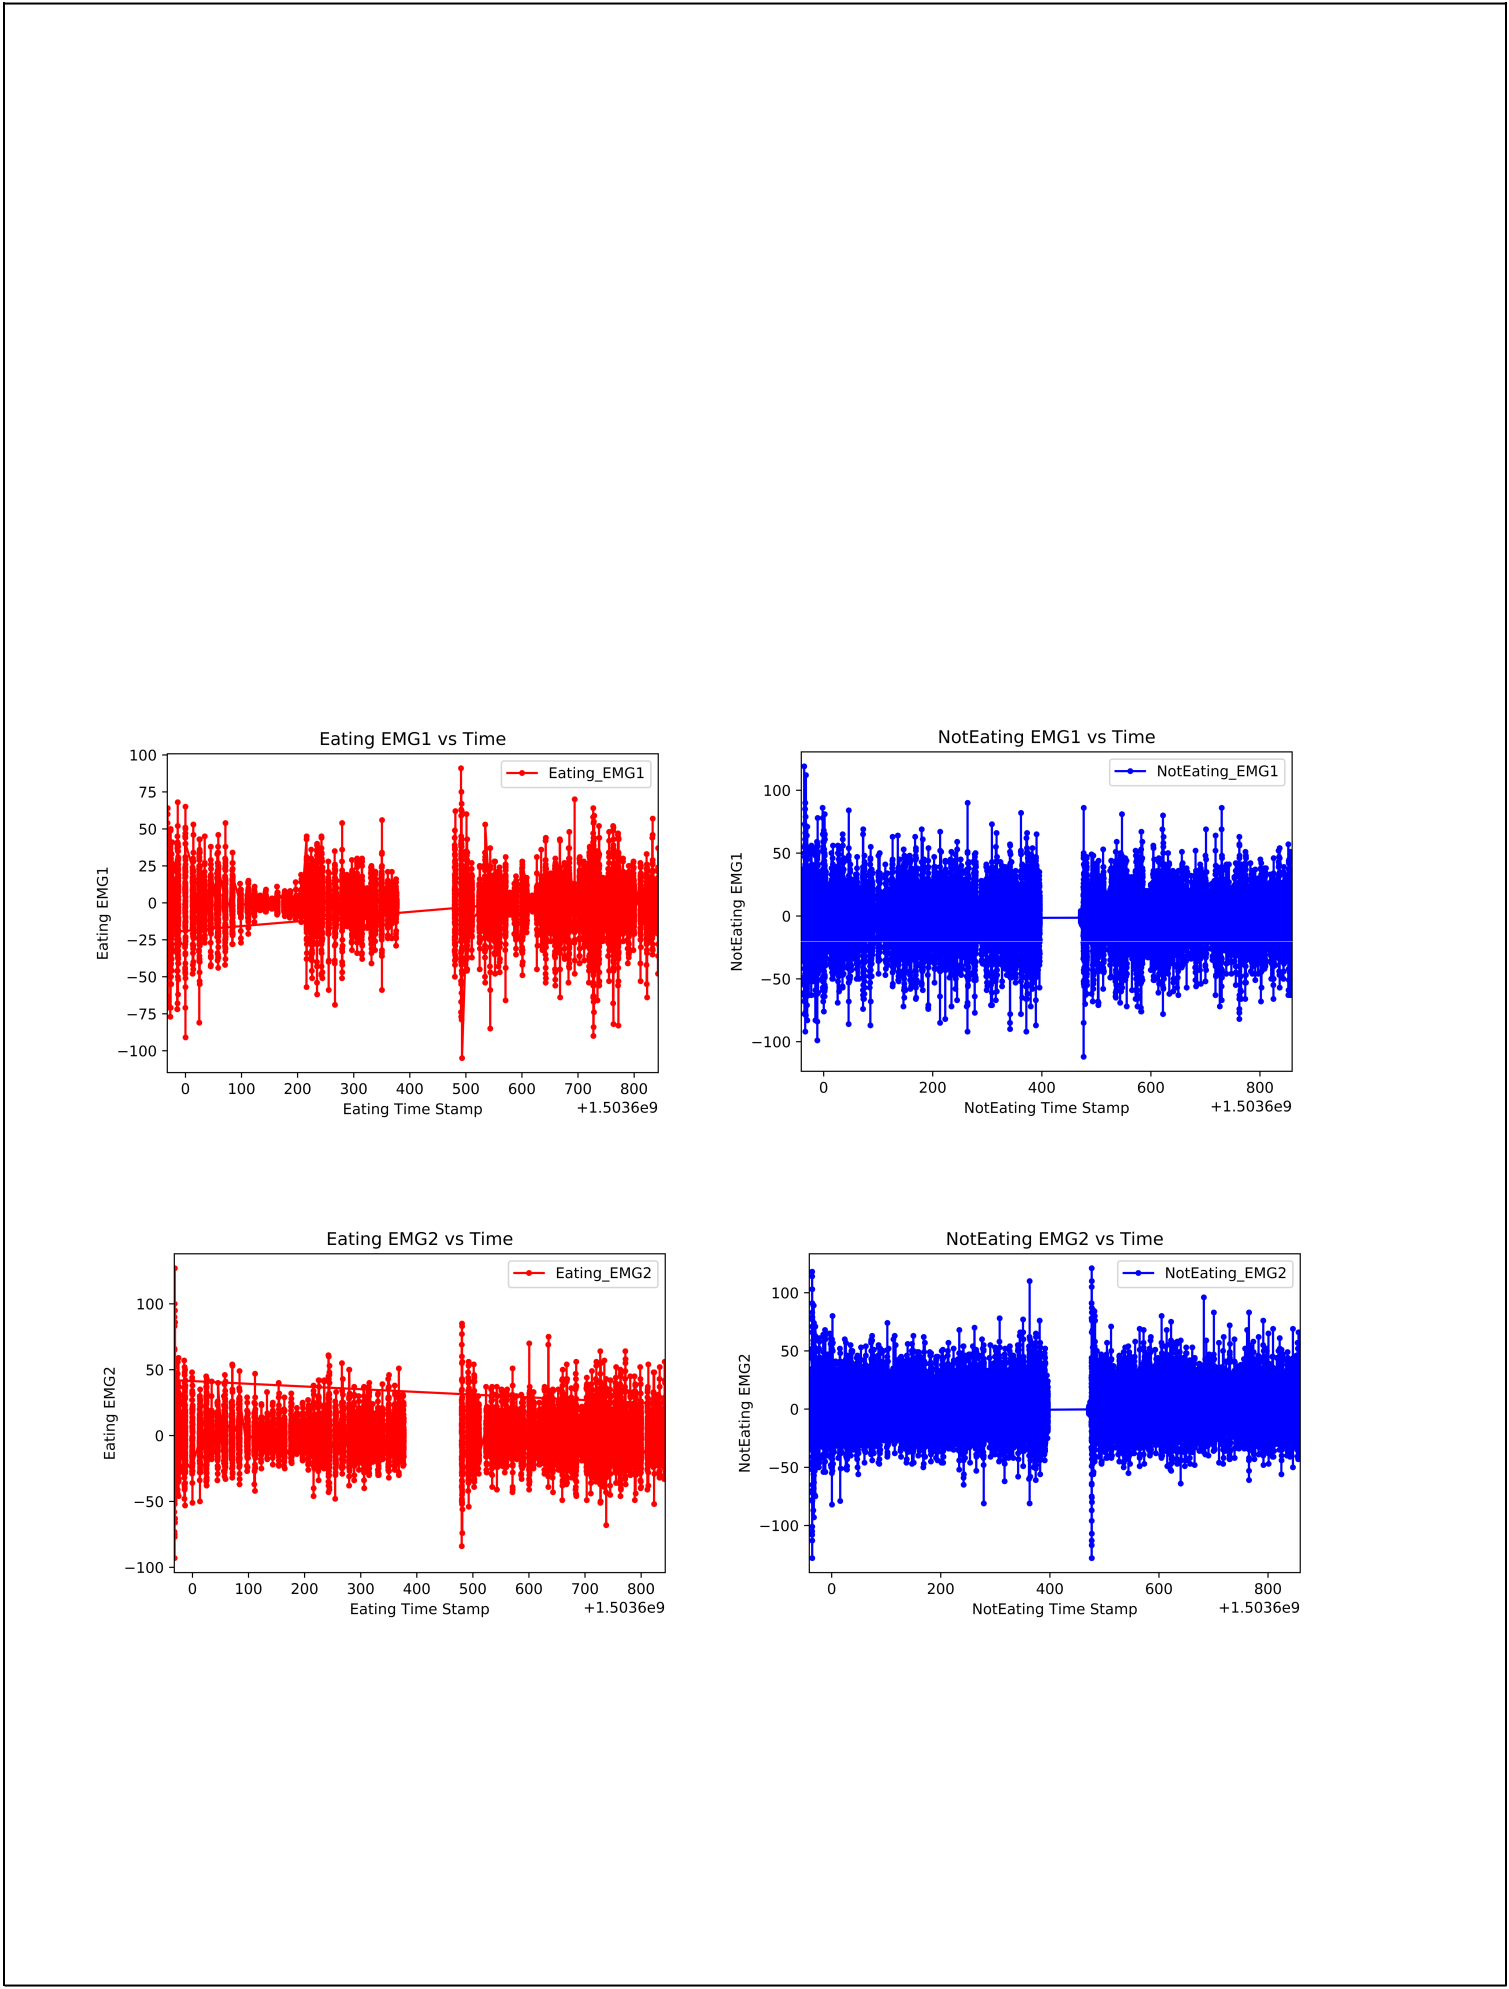 Eating EMG1 vs Time
Eating_EMG1
100
75
50
25
0
−25
−50
−75
−100
Eating EMG1
0 100 200 300 400 500 600 700 800
Eating Time Stamp
+1.5036e9
NotEating EMG1 vs Time
NotEating_EMG1
100
50
0
−50
−100
NotEating EMG1
0 200 400 600 800
NotEating Time Stamp
+1.5036e9
Eating EMG2 vs Time
Eating_EMG2
100
50
0
−50
−100
Eating EMG2
0 100 200 300 400 500 600 700 800
Eating Time Stamp
+1.5036e9
NotEating EMG2 vs Time
NotEating_EMG2
100
50
0
−50
−100
NotEating EMG2
0 200 400 600 800
NotEating Time Stamp
+1.5036e9